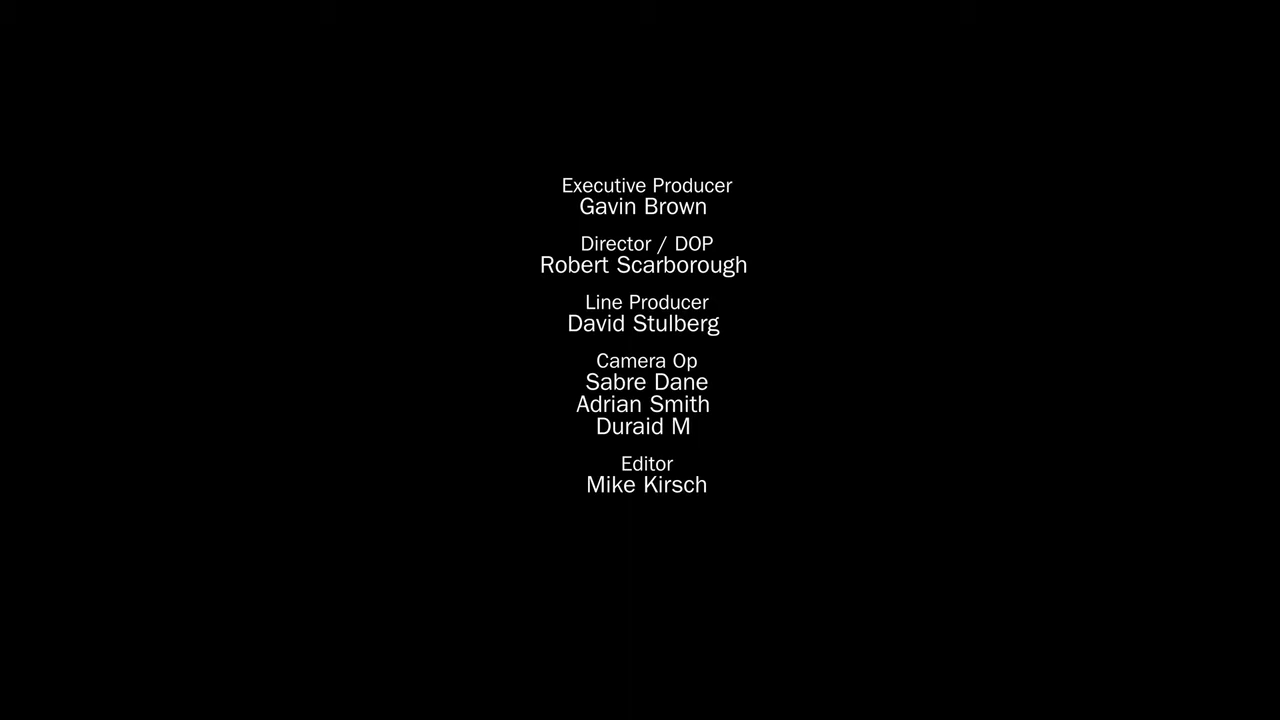 Executive Producer
Gavin Brown
Director / DOP
Robert Scarborough
Line Producer
David Stulberg
Camera Op
Sabre Dane
Adrian Smith
Duraid M
Editor
Mike Kirsch